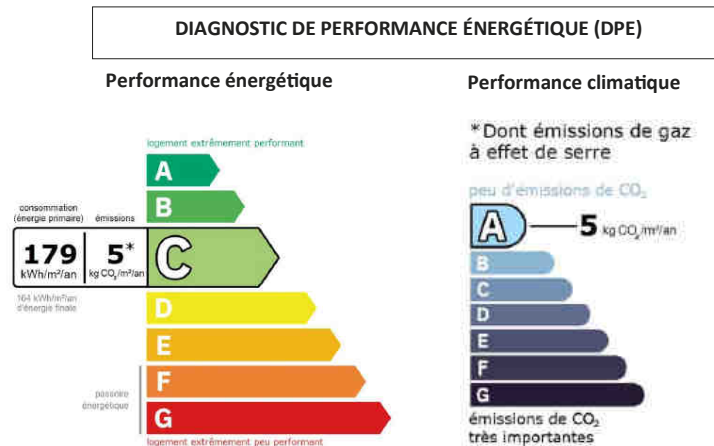 DIAGNOSTIC DE PERFORMANCE ÉNERGÉTIQUE (DPE)
Performance énergétique
logement extrêmement performant
A
B
consommation
(énergie primaire)
émissions
179
kWh/m²/an
5*
kg CO₂/m²/an
C
164 kWh/m²/an
d'énergie finale
D
E
F
passoire
énergétique
G
logement extrêmement peu performant
Performance climatique
*Dont émissions de gaz
à effet de serre
peu d'émissions de CO₂
A
5 kg CO₂/m²/an
B
C
D
E
F
G
émissions de CO₂
très importantes